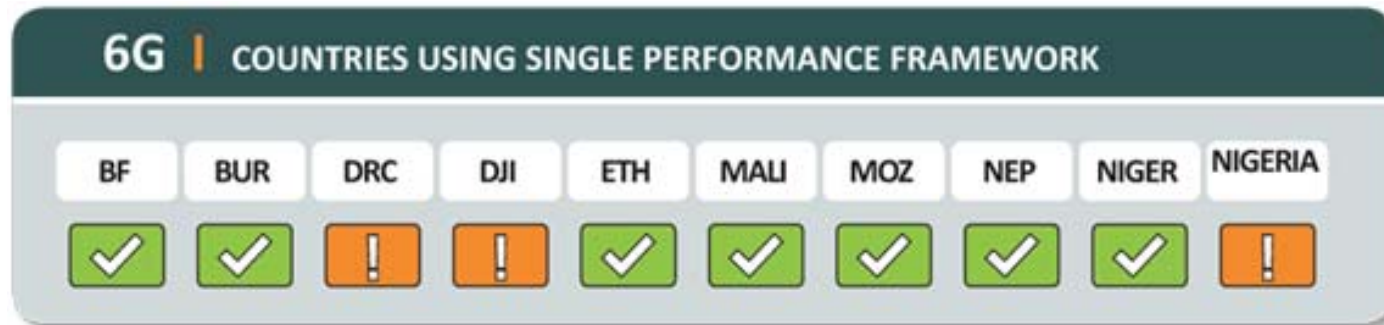 6G | COUNTRIES USING SINGLE PERFORMANCE FRAMEWORK
BF BUR DRC DJI ETH MALI MOZ NEP NIGER NIGERIA
! ! !